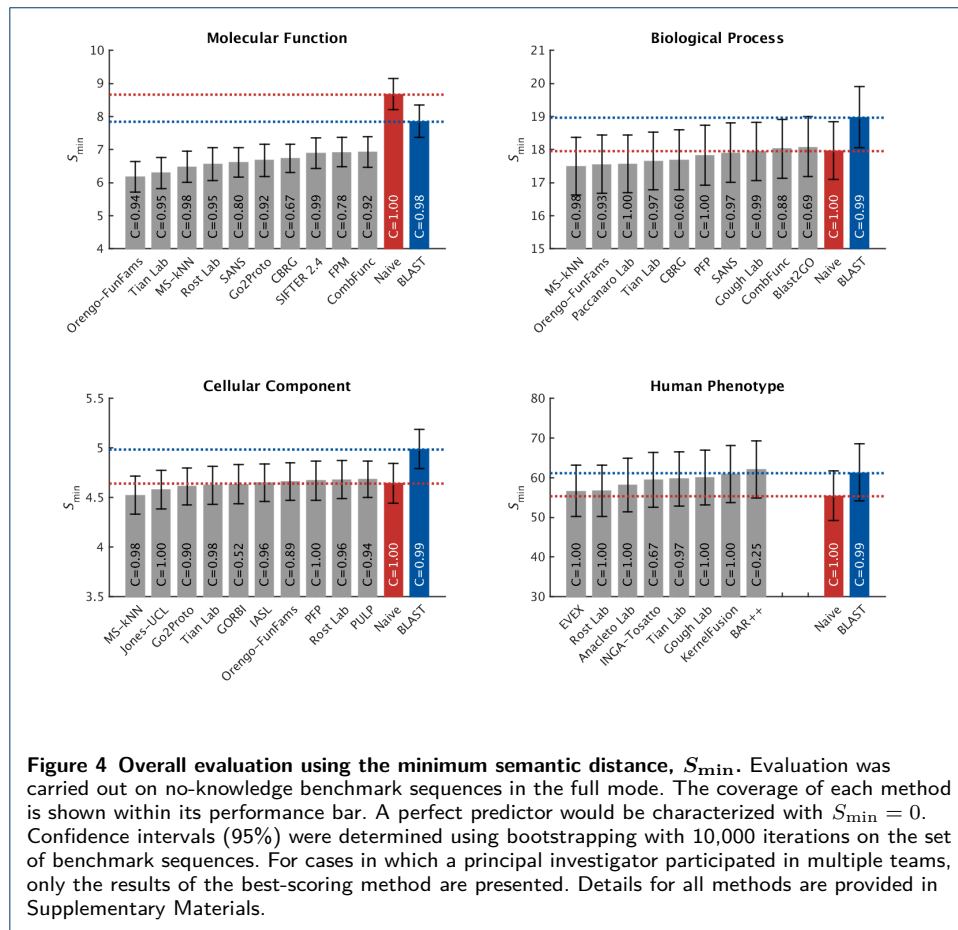 Molecular Function
10
9
8
7
6
5
4
S_min
C=0.94
C=0.95
C=0.98
C=0.95
C=0.80
C=0.92
C=0.67
C=0.99
C=0.78
C=0.92
C=1.00
C=0.98
Orengo-FunFams
Tian Lab
MS-kNN
Rost Lab
SANS
Go2Proto
CBRG
SIFTER 2.4
FPM
CombFunc
Naive
BLAST
Biological Process
21
20
19
18
17
16
15
S_min
C=0.98
C=0.93
C=1.00
C=0.97
C=0.60
C=1.00
C=0.97
C=0.99
C=0.88
C=0.69
C=1.00
C=0.99
MS-kNN
Orengo-FunFams
Paccanaro Lab
Tian Lab
CBRG
PFP
SANS
Gough Lab
CombFunc
Blast2GO
Naive
BLAST
Cellular Component
5.5
5
4.5
4
3.5
S_min
C=0.98
C=1.00
C=0.90
C=0.98
C=0.52
C=0.96
C=0.89
C=1.00
C=0.96
C=0.94
C=1.00
C=0.99
MS-kNN
Jones-UCL
Go2Proto
Tian Lab
GORBI
IASL
Orengo-FunFams
PFP
Rost Lab
PULP
Naive
BLAST
Human Phenotype
80
70
60
50
40
30
S_min
C=1.00
C=1.00
C=1.00
C=0.67
C=0.97
C=1.00
C=1.00
C=0.25
C=1.00
C=0.99
EVEX
Rost Lab
Anacleto Lab
INGA-Tosatto
Tian Lab
Gough Lab
KernelFusion
BAR++
Naive
BLAST
Figure 4 Overall evaluation using the minimum semantic distance, S_min. Evaluation was
carried out on no-knowledge benchmark sequences in the full mode. The coverage of each method
is shown within its performance bar. A perfect predictor would be characterized with S_min = 0.
Confidence intervals (95%) were determined using bootstrapping with 10,000 iterations on the set
of benchmark sequences. For cases in which a principal investigator participated in multiple teams,
only the results of the best-scoring method are presented. Details for all methods are provided in
Supplementary Materials.